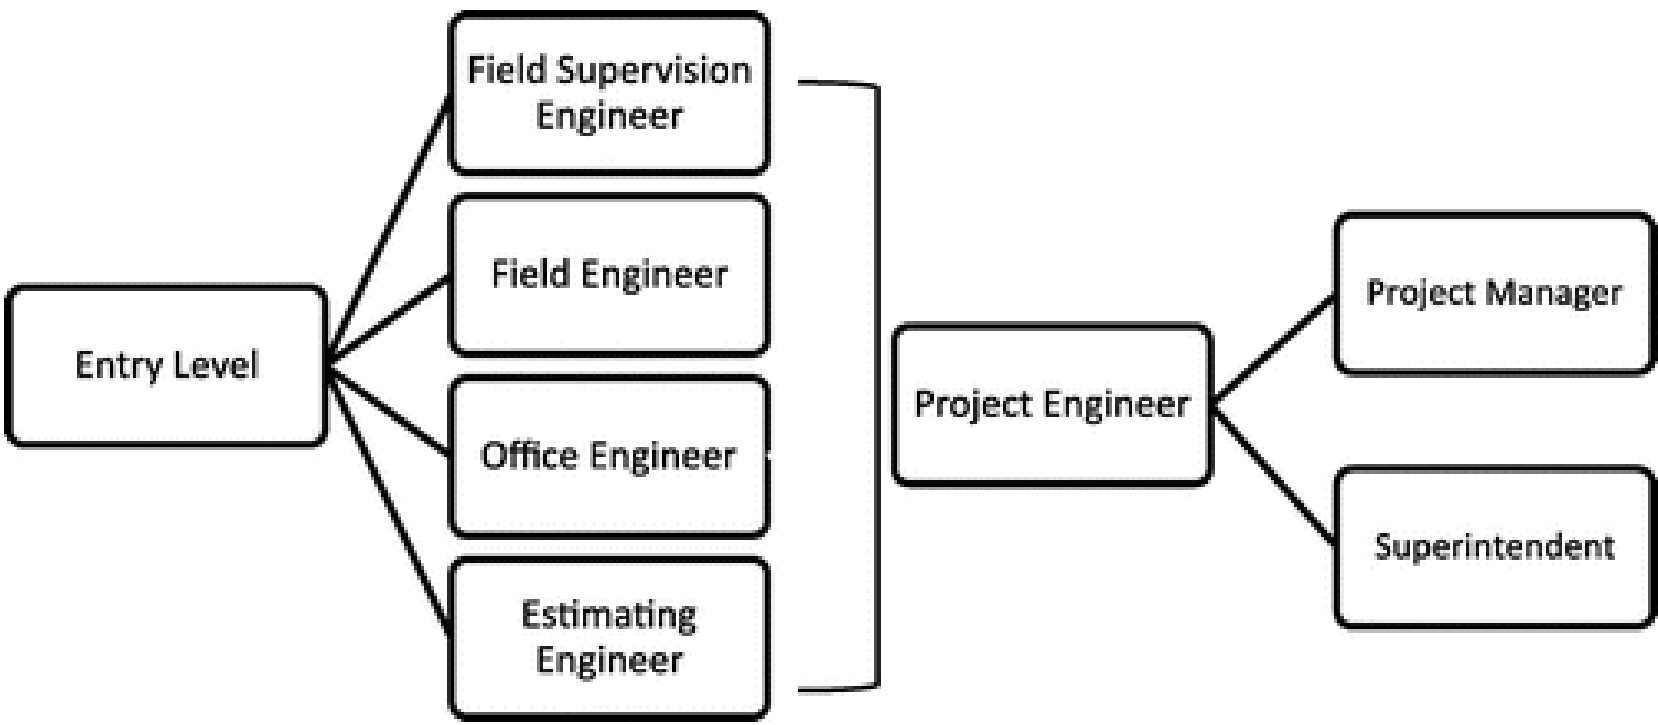 Field Supervision
Engineer
Field Engineer
Entry Level
Office Engineer
Estimating
Engineer
Project Engineer
Project Manager
Superintendent